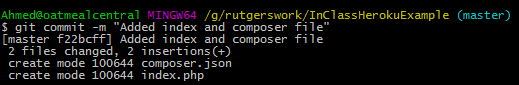 Ahmed@oatmealcentral MINGW64 /g/rutgerswork/InClassHerokuExample (master)
$ git commit -m "Added index and composer file"
[master f22bcff] Added index and composer file
 2 files changed, 2 insertions(+)
 create mode 100644 composer.json
 create mode 100644 index.php